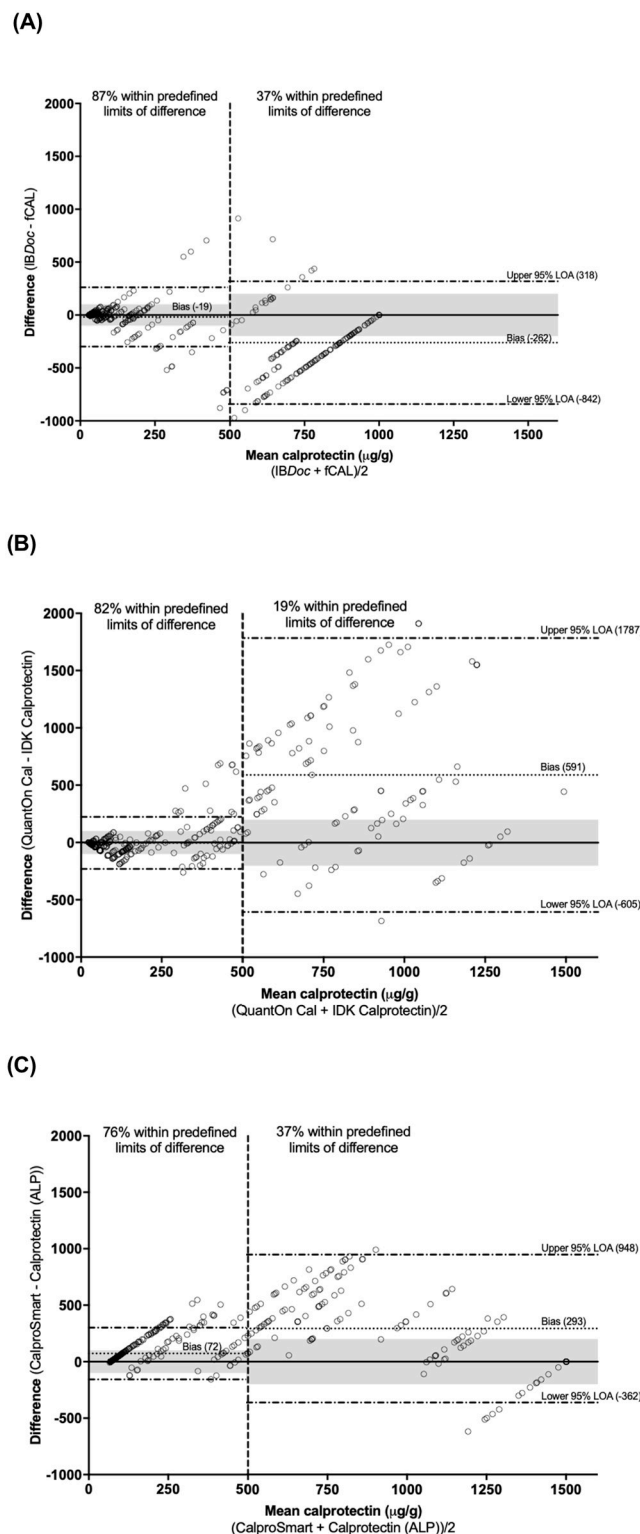 (A)
87% within predefined
limits of difference
37% within predefined
limits of difference
2000
1500
1000
500
0
-500
-1000
Difference (IBDoc - fCAL)
Upper 95% LOA (318)
Bias (-19)
Bias (-262)
Lower 95% LOA (-842)
0 250 500 750 1000 1250 1500
Mean calprotectin (μg/g)
(IBDoc + fCAL)/2
(B)
82% within predefined
limits of difference
19% within predefined
limits of difference
2000
1500
1000
500
0
-500
-1000
Difference (QuantOn Cal - IDK Calprotectin)
Upper 95% LOA (1787
Bias (591)
Lower 95% LOA (-605)
0 250 500 750 1000 1250 1500
Mean calprotectin (μg/g)
(QuantOn Cal + IDK Calprotectin)/2
(C)
76% within predefined
limits of difference
37% within predefined
limits of difference
2000
1500
1000
500
0
-500
-1000
Difference (CalproSmart - Calprotectin (ALP))
Upper 95% LOA (948)
Bias (72)
Bias (293)
Lower 95% LOA (-362)
0 250 500 750 1000 1250 1500
Mean calprotectin (μg/g)
(CalproSmart + Calprotectin (ALP))/2